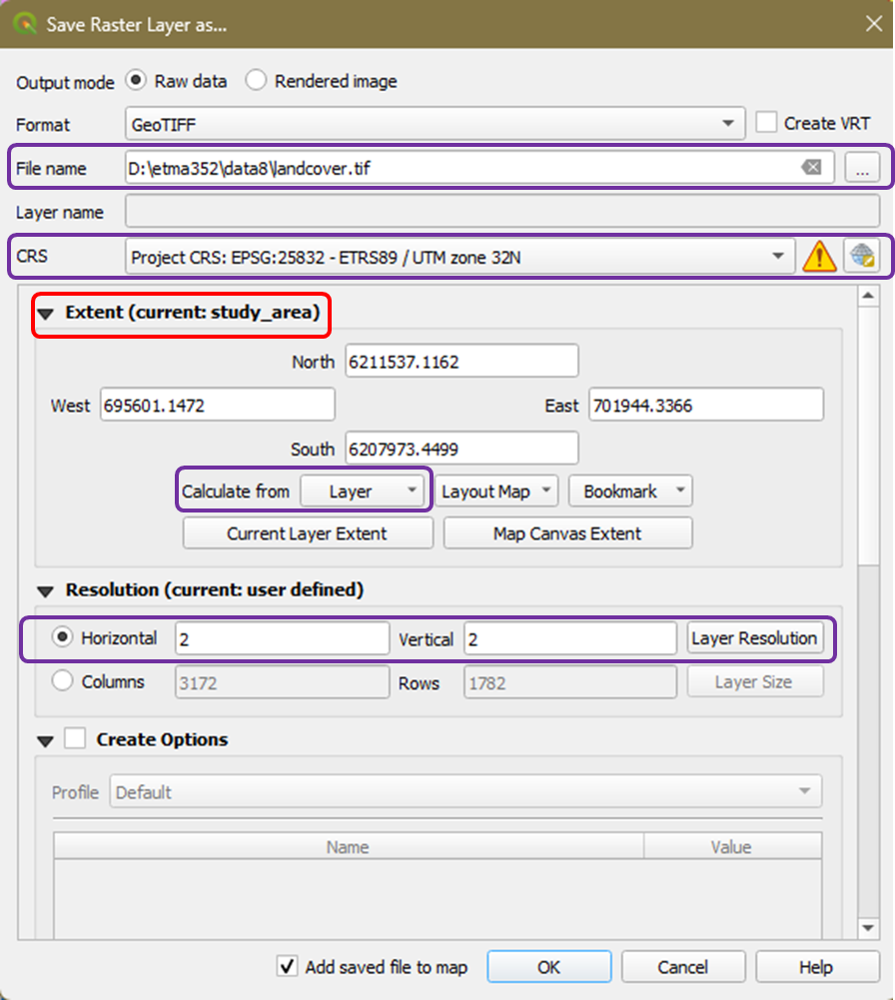 Save Raster Layer as...
Output mode Raw data Rendered image
Format GeoTIFF Create VRT
File name D:\etma352\data8\landcover.tif ...
Layer name
CRS Project CRS: EPSG:25832 - ETRS89 / UTM zone 32N
Extent (current: study_area)
North 6211537.1162
West 695601.1472 East 701944.3366
South 6207973.4499
Calculate from Layer Layout Map Bookmark
Current Layer Extent Map Canvas Extent
Resolution (current: user defined)
Horizontal 2 Vertical 2 Layer Resolution
Columns 3172 Rows 1782 Layer Size
Create Options
Profile Default
Name Value
Add saved file to map OK Cancel Help